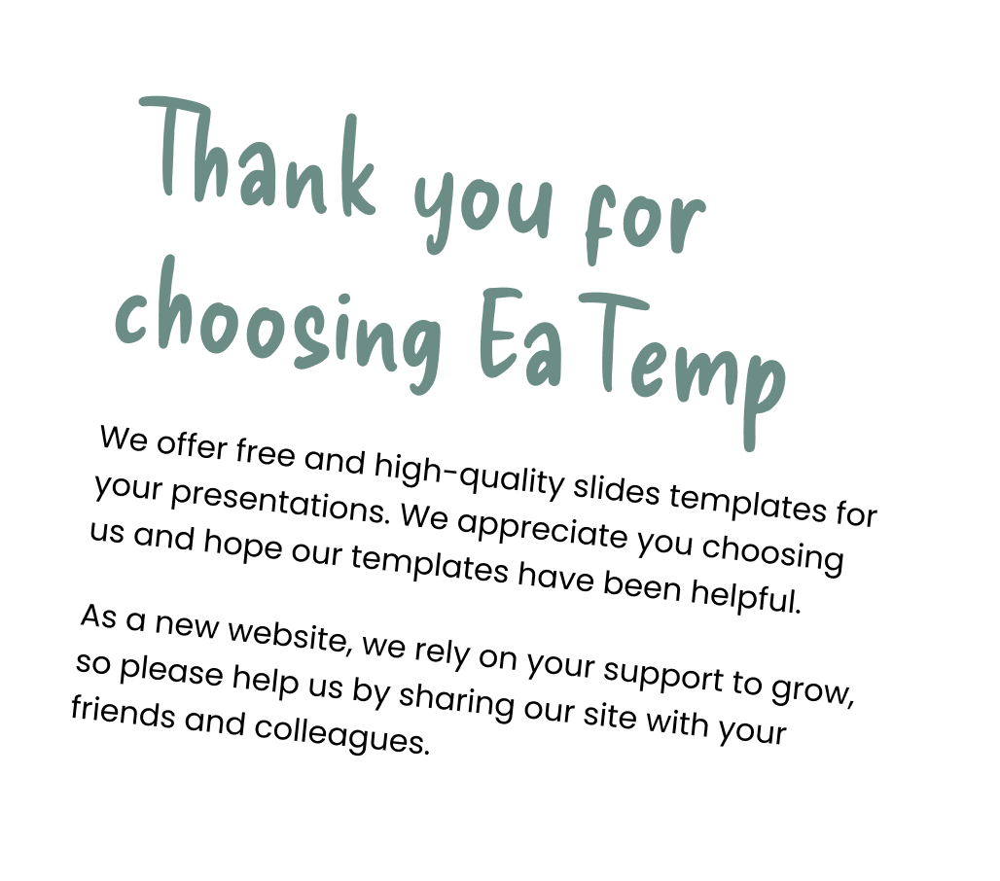 Thank you for
choosing EaTemp
We offer free and high-quality slides templates for
your presentations. We appreciate you choosing
us and hope our templates have been helpful.
As a new website, we rely on your support to grow,
so please help us by sharing our site with your
friends and colleagues.